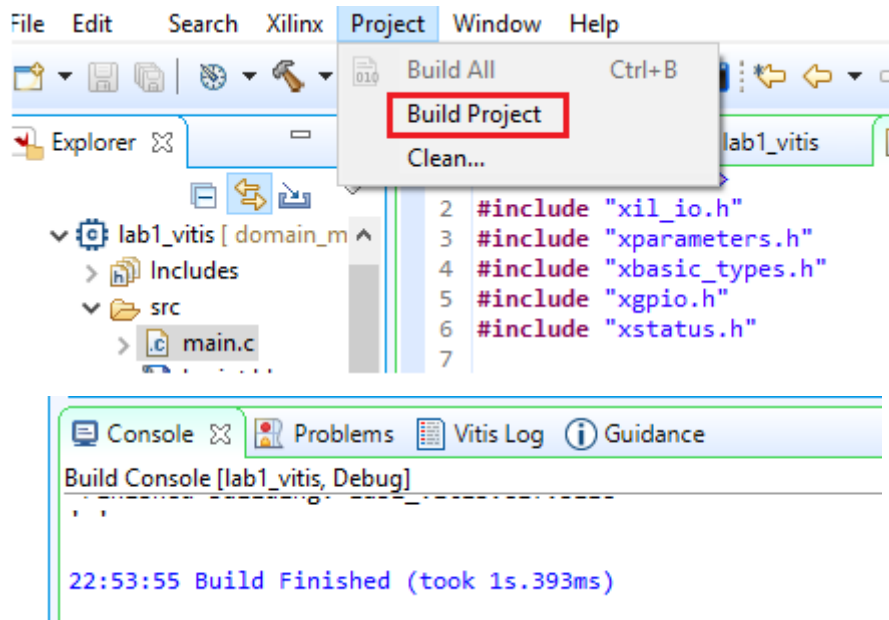 File Edit Search Xilinx Project Window Help
Build All Ctrl+B
Build Project
Clean...
Explorer
lab1_vitis
lab1_vitis [ domain_m
2 #include "xil_io.h"
Includes
3 #include "xparameters.h"
4 #include "xbasic_types.h"
src
5 #include "xgpio.h"
main.c
6 #include "xstatus.h"
7
Console Problems Vitis Log Guidance
Build Console [lab1_vitis, Debug]
22:53:55 Build Finished (took 1s.393ms)